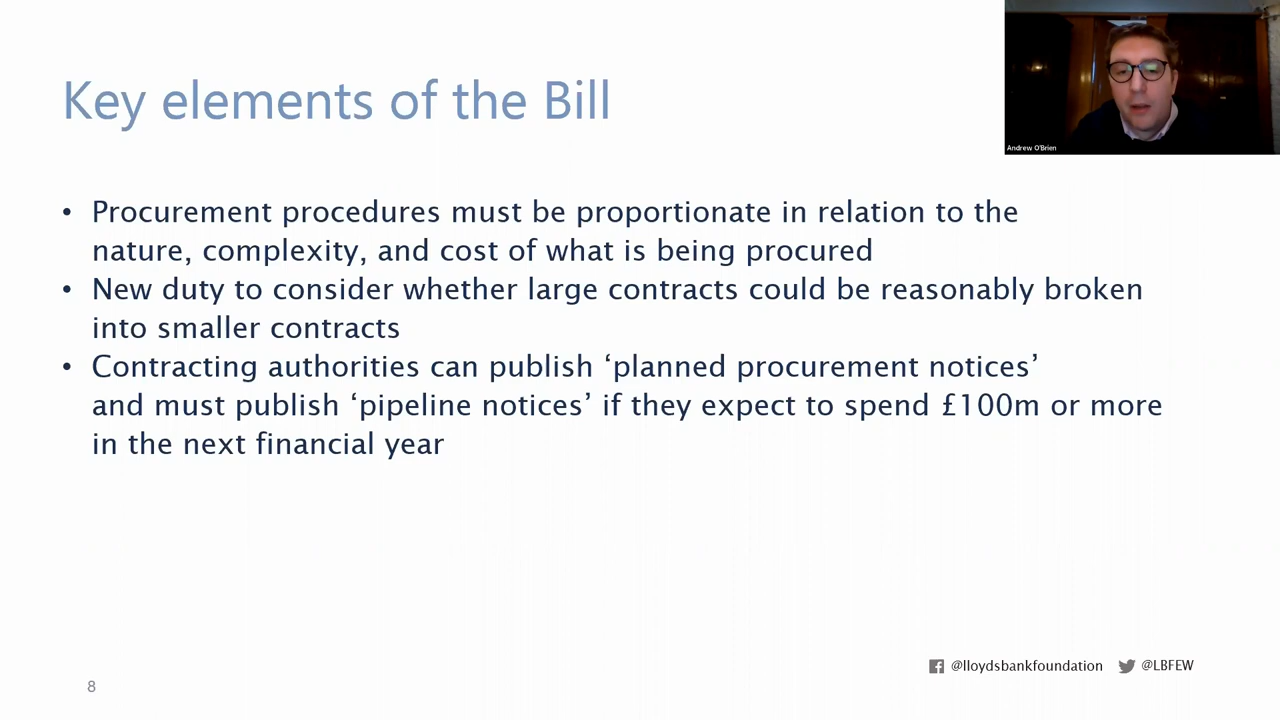 Key elements of the Bill
Andrew O'Brien
• Procurement procedures must be proportionate in relation to the
nature, complexity, and cost of what is being procured
• New duty to consider whether large contracts could be reasonably broken
into smaller contracts
• Contracting authorities can publish ‘planned procurement notices’
and must publish ‘pipeline notices’ if they expect to spend £100m or more
in the next financial year
@lloydsbankfoundation @LBFEW
8